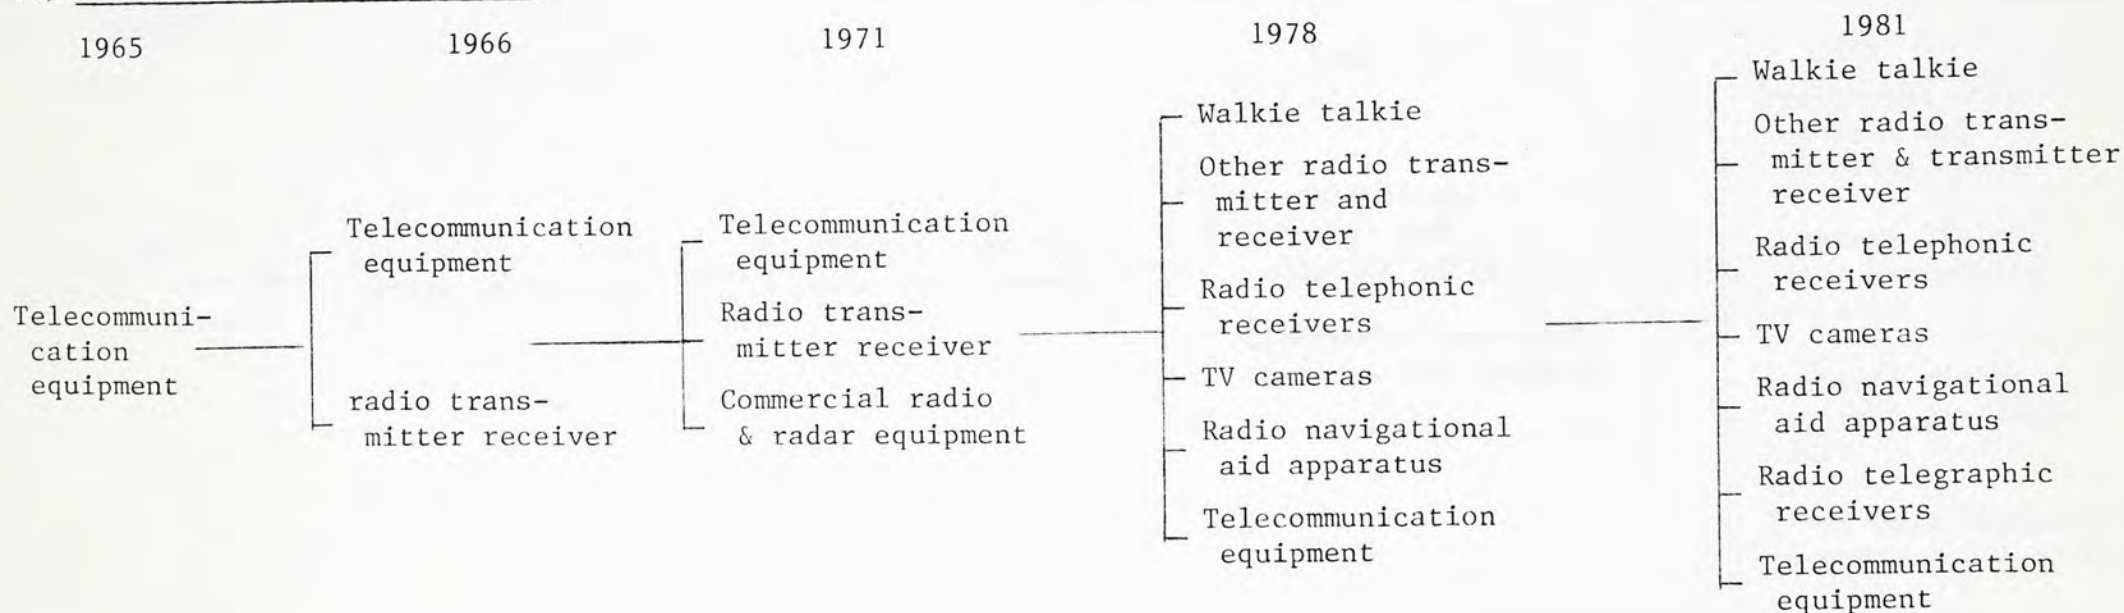 1965
1966
1971
1978
1981
Telecommuni-
cation
equipment
Telecommunication
equipment
radio trans-
mitter receiver
Telecommunication
equipment
Radio trans-
mitter receiver
Commercial radio
& radar equipment
Walkie talkie
Other radio trans-
mitter and
receiver
Radio telephonic
receivers
TV cameras
Radio navigational
aid apparatus
Telecommunication
equipment
Walkie talkie
Other radio trans-
mitter & transmitter
receiver
Radio telephonic
receivers
TV cameras
Radio navigational
aid apparatus
Radio telegraphic
receivers
Telecommunication
equipment